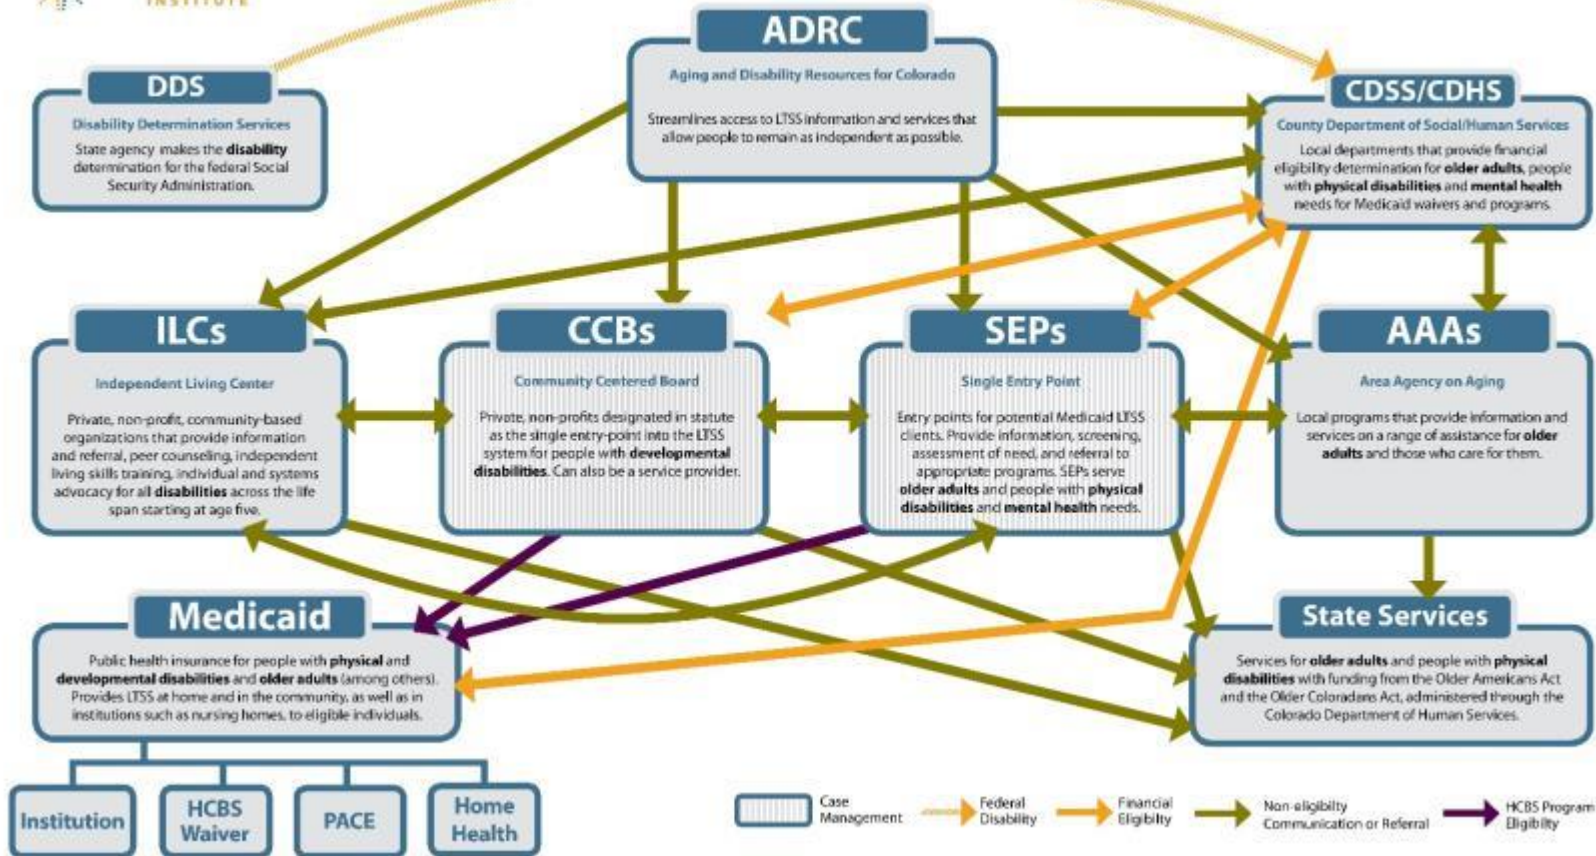 INSTITUTE
ADRC
Aging and Disability Resources for Colorado
Streamlines access to LTSS information and services that
allow people to remain as independent as possible.
DDS
Disability Determination Services
State agency makes the disability
determination for the federal Social
Security Administration.
CDSS/CDHS
County Department of Social/Human Services
Local departments that provide financial
eligibility determination for older adults, people
with physical disabilities and mental health
needs for Medicaid waivers and programs.
ILCs
Independent Living Center
Private, non-profit, community-based
organizations that provide information
and referral, peer counseling, independent
living skills training, individual and systems
advocacy for all disabilities across the life
span starting at age five.
CCBs
Community Centered Board
Private, non-profits designated in statute
as the single entry-point into the LTSS
system for people with developmental
disabilities. Can also be a service provider.
SEPs
Single Entry Point
Entry points for potential Medicaid LTSS
clients. Provide information, screening,
assessment of need, and referral to
appropriate programs. SEPs serve
older adults and people with physical
disabilities and mental health needs.
AAAs
Area Agency on Aging
Local programs that provide information and
services on a range of assistance for older
adults and those who care for them.
Medicaid
Public health insurance for people with physical and
developmental disabilities and older adults (among others).
Provides LTSS at home and in the community, as well as in
institutions such as nursing homes, to eligible individuals.
State Services
Services for older adults and people with physical
disabilities with funding from the Older Americans Act
and the Older Coloradans Act, administered through the
Colorado Department of Human Services.
Institution
HCBS
Waiver
PACE
Home
Health
Case
Management
Federal
Disability
Financial
Eligibilty
Non-eligibilty
Communication or Referral
HCBS Program
Eligibility